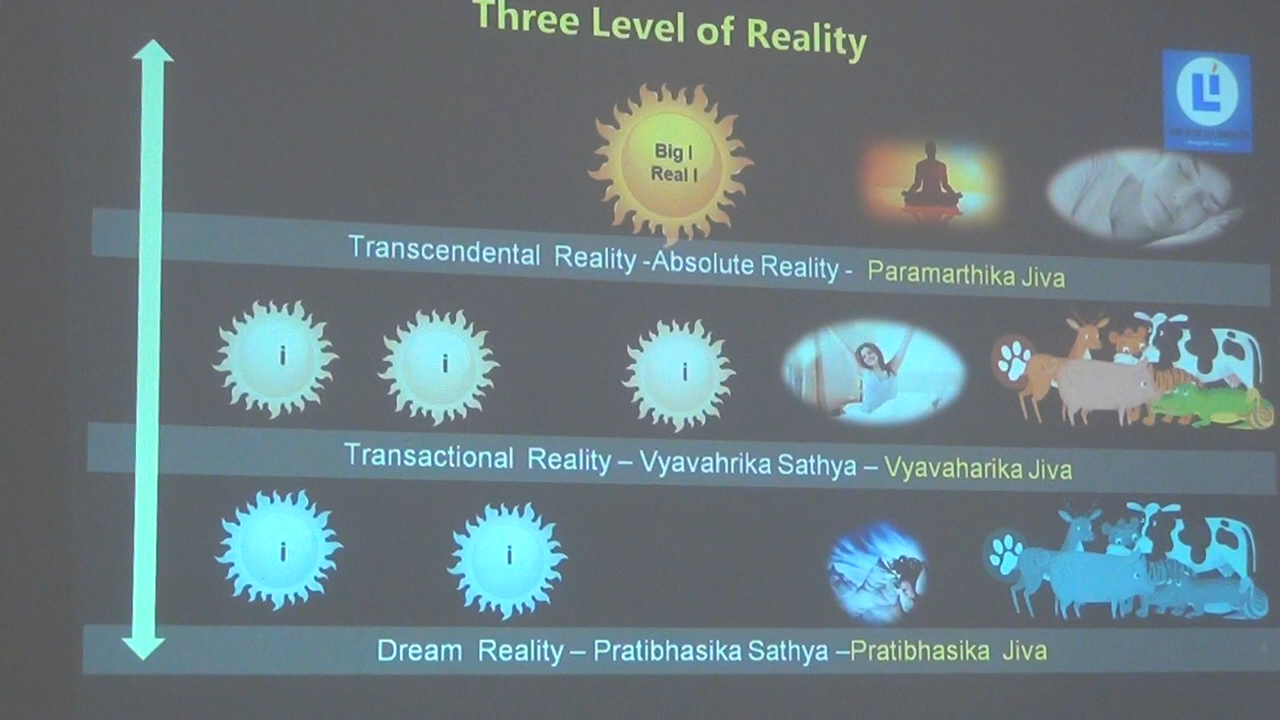 Three Level of Reality
Big I
Real I
Transcendental Reality -Absolute Reality - Paramarthika Jiva
i
i
i
Transactional Reality – Vyavahrika Sathya – Vyavaharika Jiva
i
i
Dream Reality – Pratibhasika Sathya –Pratibhasika Jiva